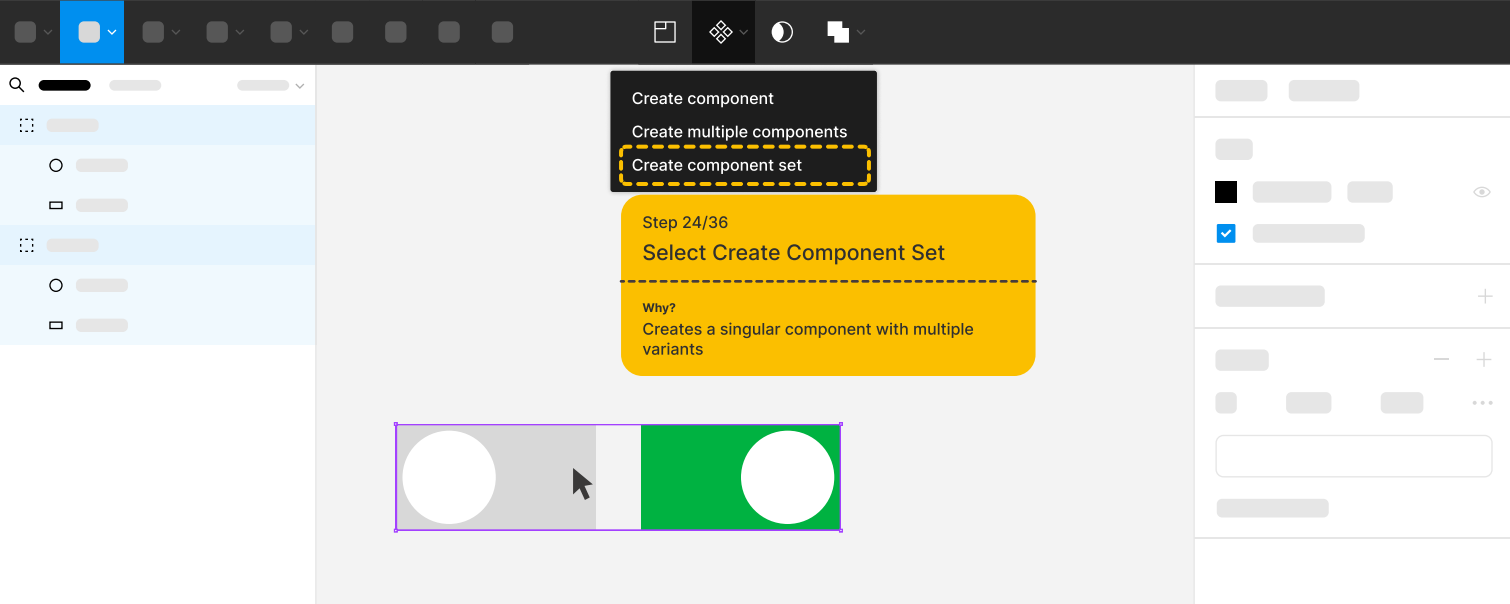 Create component
Create multiple components
Create component set
Step 24/36
Select Create Component Set
Why?
Creates a singular component with multiple
variants